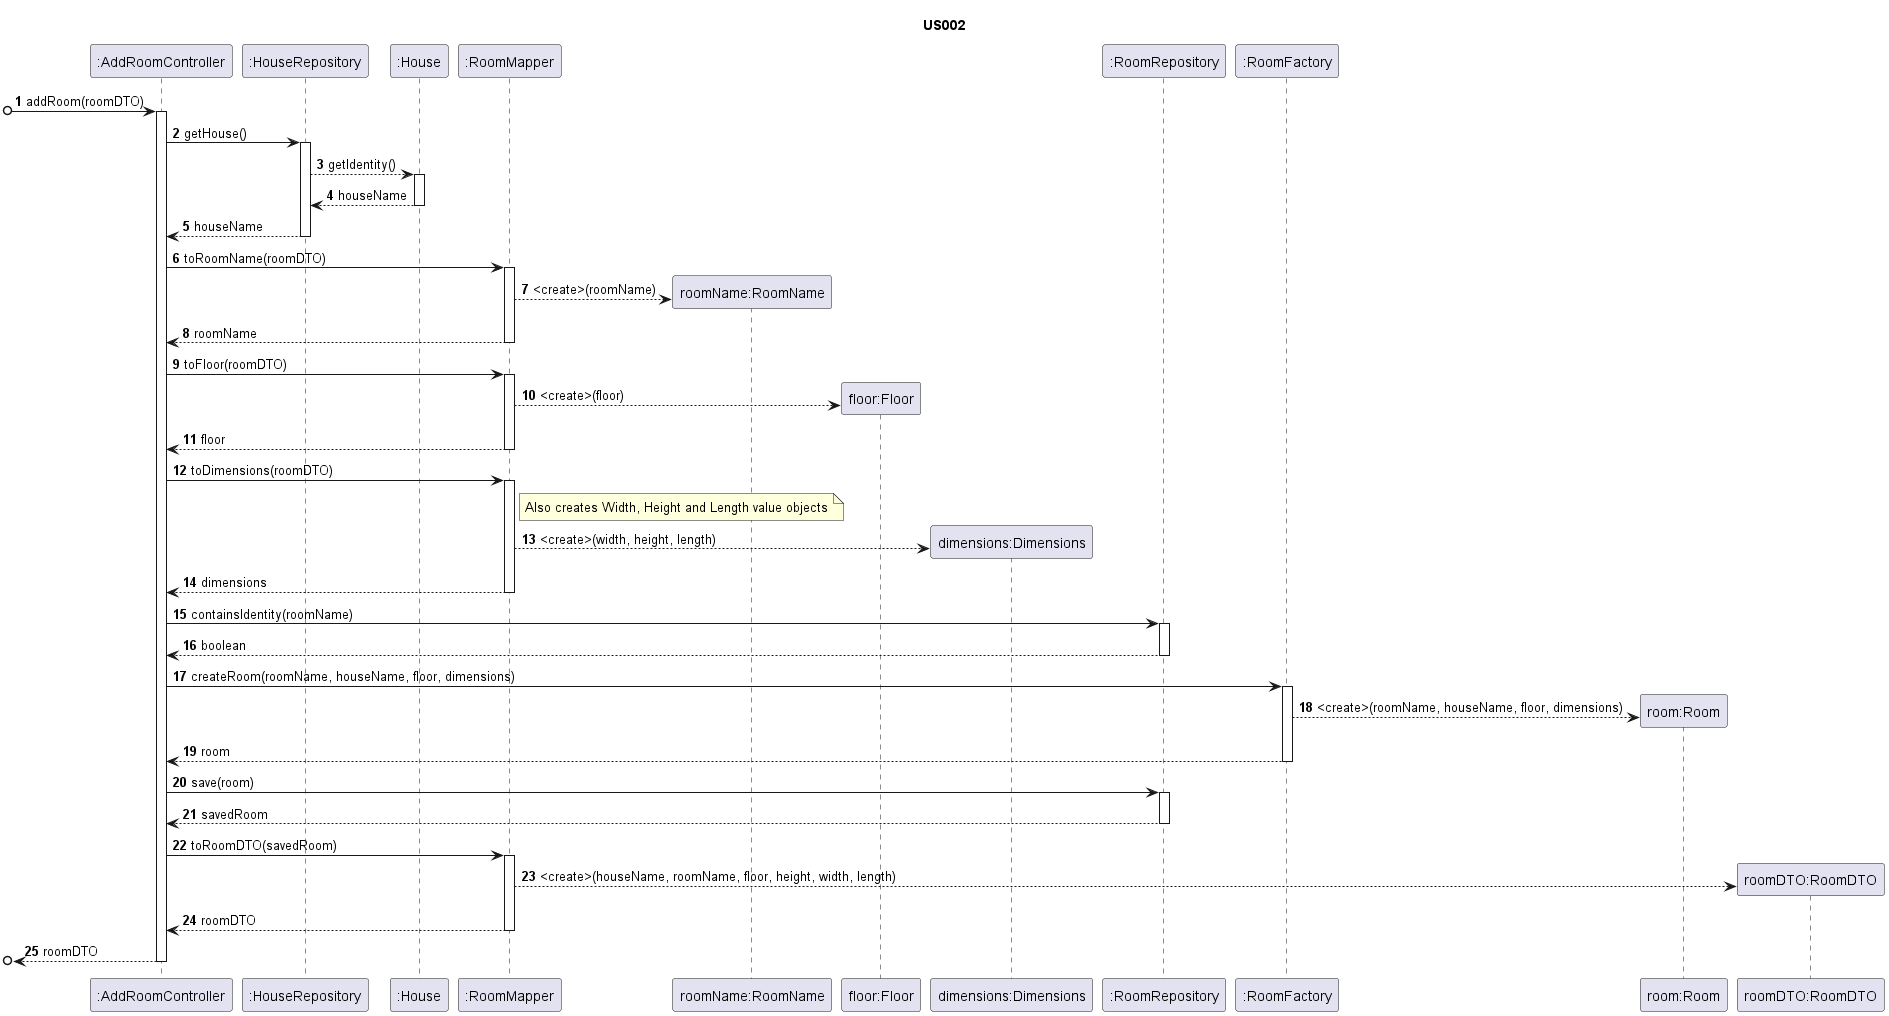 US002
:AddRoomController :HouseRepository :House :RoomMapper :RoomRepository :RoomFactory
1 addRoom(roomDTO)
2 getHouse()
3 getIdentity()
4 houseName
5 houseName
6 toRoomName(roomDTO)
7 <create>(roomName)
roomName:RoomName
8 roomName
9 toFloor(roomDTO)
10 <create>(floor)
floor:Floor
11 floor
12 toDimensions(roomDTO)
Also creates Width, Height and Length value objects
13 <create>(width, height, length)
dimensions:Dimensions
14 dimensions
15 containsIdentity(roomName)
16 boolean
17 createRoom(roomName, houseName, floor, dimensions)
18 <create>(roomName, houseName, floor, dimensions)
room:Room
19 room
20 save(room)
21 savedRoom
22 toRoomDTO(savedRoom)
23 <create>(houseName, roomName, floor, height, width, length)
roomDTO:RoomDTO
24 roomDTO
25 roomDTO
:AddRoomController :HouseRepository :House :RoomMapper roomName:RoomName floor:Floor dimensions:Dimensions :RoomRepository :RoomFactory room:Room roomDTO:RoomDTO